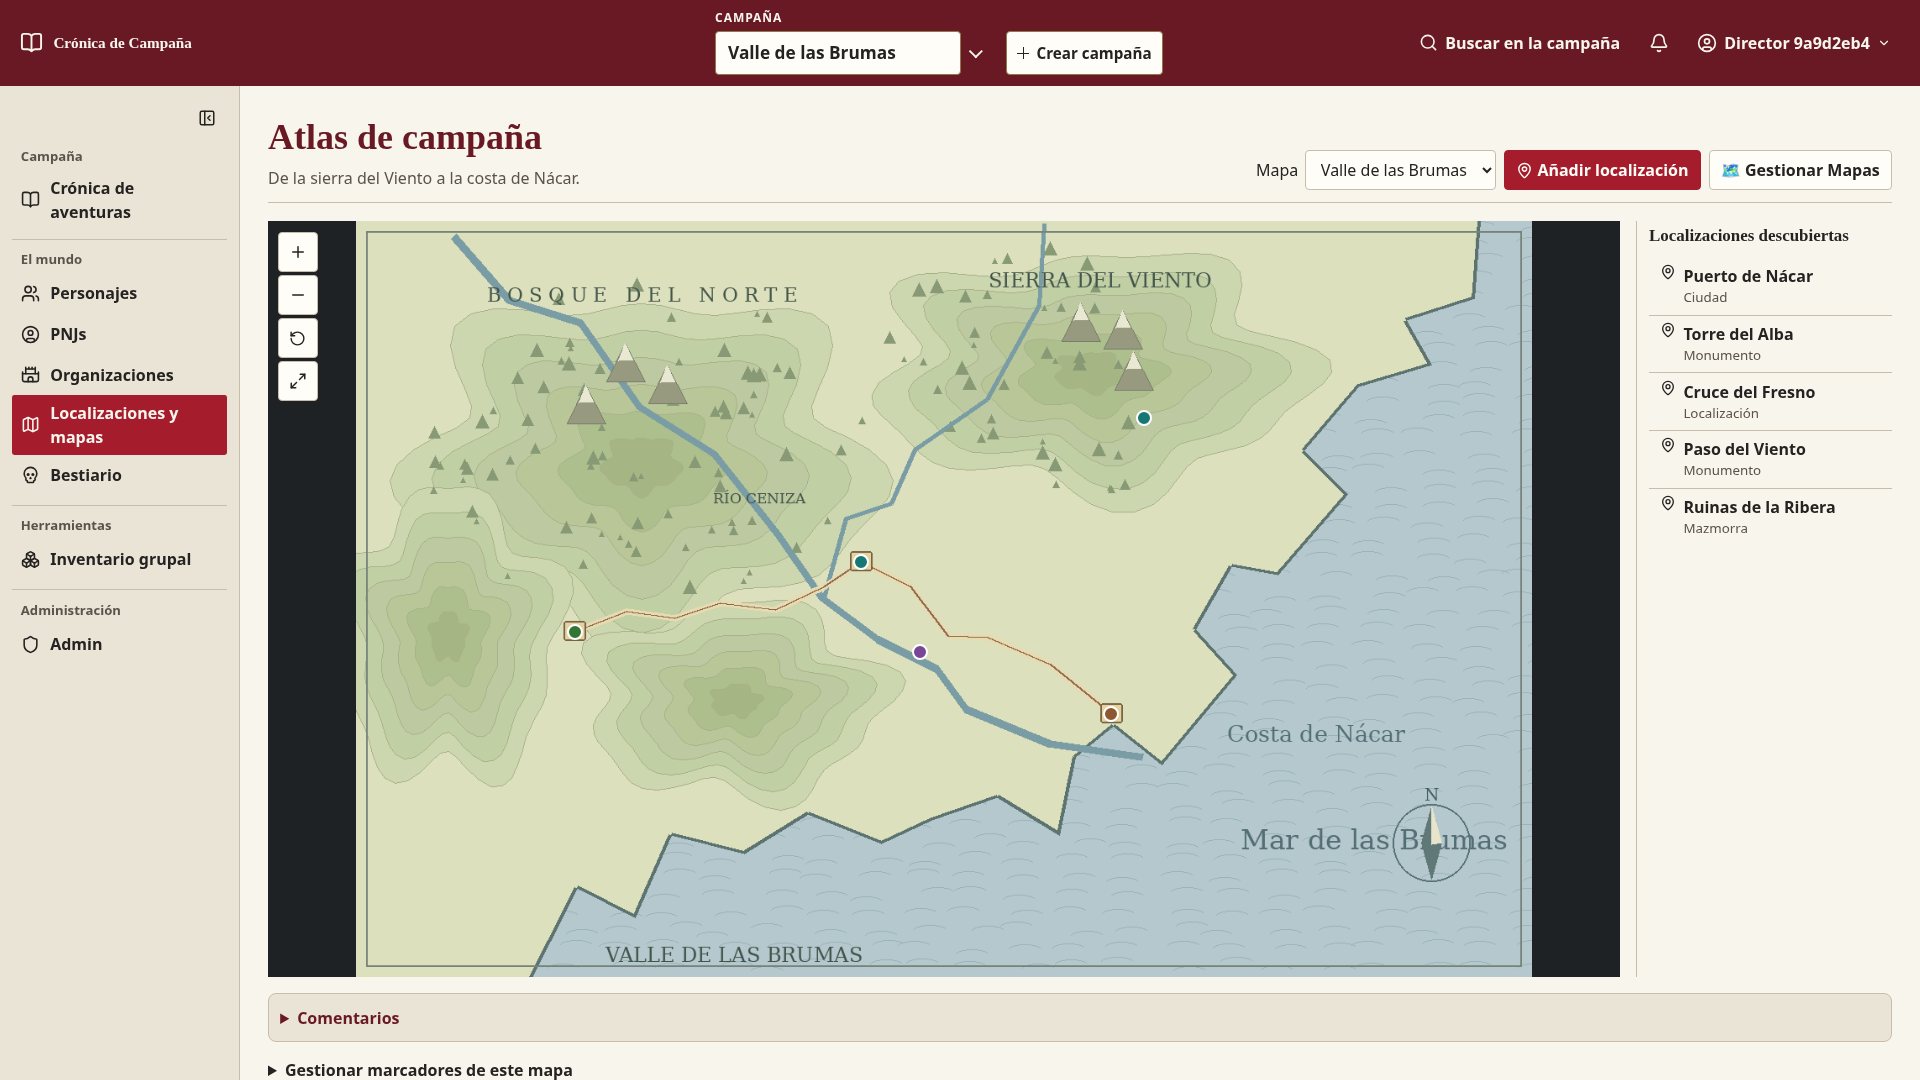 Crónica de Campaña
CAMPAÑA
Valle de las Brumas
Crear campaña
Buscar en la campaña
Director 9a9d2eb4
Campaña
Crónica de
aventuras
El mundo
Personajes
PNJs
Organizaciones
Localizaciones y
mapas
Bestiario
Herramientas
Inventario grupal
Administración
Admin
Atlas de campaña
De la sierra del Viento a la costa de Nácar.
Mapa
Valle de las Brumas
Añadir localización
Gestionar Mapas
BOSQUE DEL NORTE
SIERRA DEL VIENTO
RÍO CENIZA
Costa de Nácar
N
Mar de las Brumas
VALLE DE LAS BRUMAS
Localizaciones descubiertas
Puerto de Nácar
Ciudad
Torre del Alba
Monumento
Cruce del Fresno
Localización
Paso del Viento
Monumento
Ruinas de la Ribera
Mazmorra
Comentarios
Gestionar marcadores de este mapa